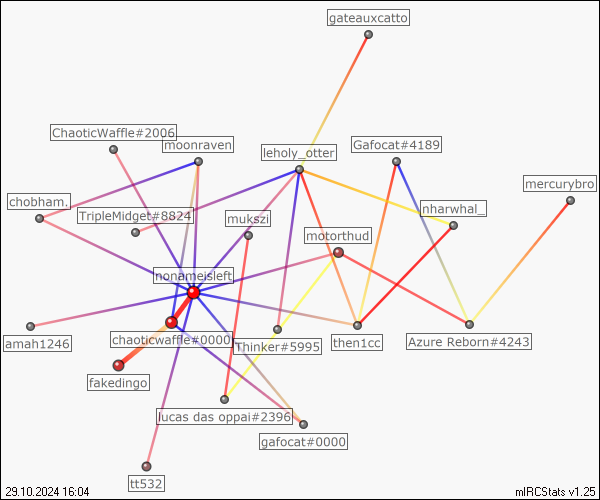 gateauxcatto
ChaoticWaffle#2006
moonraven
leholy_otter
Gafocat#4189
mercurybro
chobham.
TripleMidget#8824
mukszi
nharwhal_
motorthud
nonameisleft
amah1246
chaoticwaffle#0000
Thinker#5995
then1cc
Azure Reborn#4243
fakedingo
lucas das oppai#2396
gafocat#0000
tt532
29.10.2024 16:04
mIRCStats v1.25